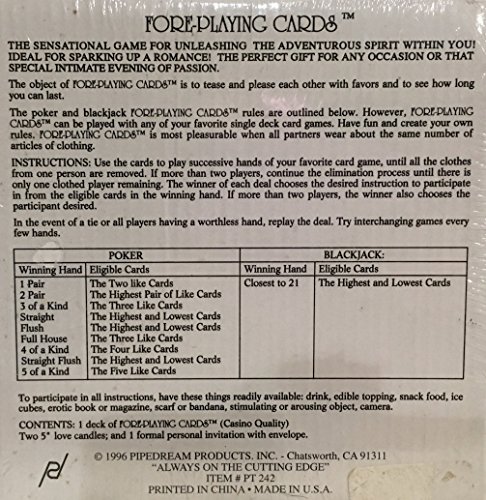 FORE-PLAYING CARDS™
THE SENSATIONAL GAME FOR UNLEASHING THE ADVENTUROUS SPIRIT WITHIN YOU!
IDEAL FOR SPARKING UP A ROMANCE! THE PERFECT GIFT FOR ANY OCCASION OR THAT
SPECIAL INTIMATE EVENING OF PASSION.
The object of FORE-PLAYING CARDS™ is to tease and please each other with favors and to see how long
you can last.
The poker and blackjack FORE-PLAYING CARDS™ rules are outlined below. However, FORE-PLAYING
CARDS™ can be played with any of your favorite single deck card games. Have fun and create your own
rules. FORE-PLAYING CARDS™ is most pleasurable when all partners wear about the same number of
articles of clothing.
INSTRUCTIONS: Use the cards to play successive hands of your favorite card game, until all the clothes
from one person are removed. If more than two players, continue the elimination process until there is
only one clothed player remaining. The winner of each deal chooses the desired instruction to participate
in from the eligible cards in the winning hand. If more than two players, the winner also chooses the
participant desired.
In the event of a tie or all players having a worthless hand, replay the deal. Try interchanging games every
few hands.
POKER BLACKJACK:
Winning Hand Eligible Cards Winning Hand Eligible Cards
1 Pair The Two like Cards Closest to 21 The Highest and Lowest Cards
2 Pair The Highest Pair of Like Cards
3 of a Kind The Three Like Cards
Straight The Highest and Lowest Cards
Flush The Highest and Lowest Cards
Full House The Three Like Cards
4 of a Kind The Four Like Cards
Straight Flush The Highest and Lowest Cards
5 of a Kind The Five Like Cards
To participate in all instructions, have these things readily available: drink, edible topping, snack food, ice
cubes, erotic book or magazine, scarf or bandana, stimulating or arousing object, camera.
CONTENTS: 1 deck of FORE-PLAYING CARDS™ (Casino Quality)
Two 5" love candles; and 1 formal personal invitation with envelope.
© 1996 PIPEDREAM PRODUCTS, INC. - Chatsworth, CA 91311
"ALWAYS ON THE CUTTING EDGE"
ITEM # PT 242
PRINTED IN CHINA • MADE IN U.S.A.